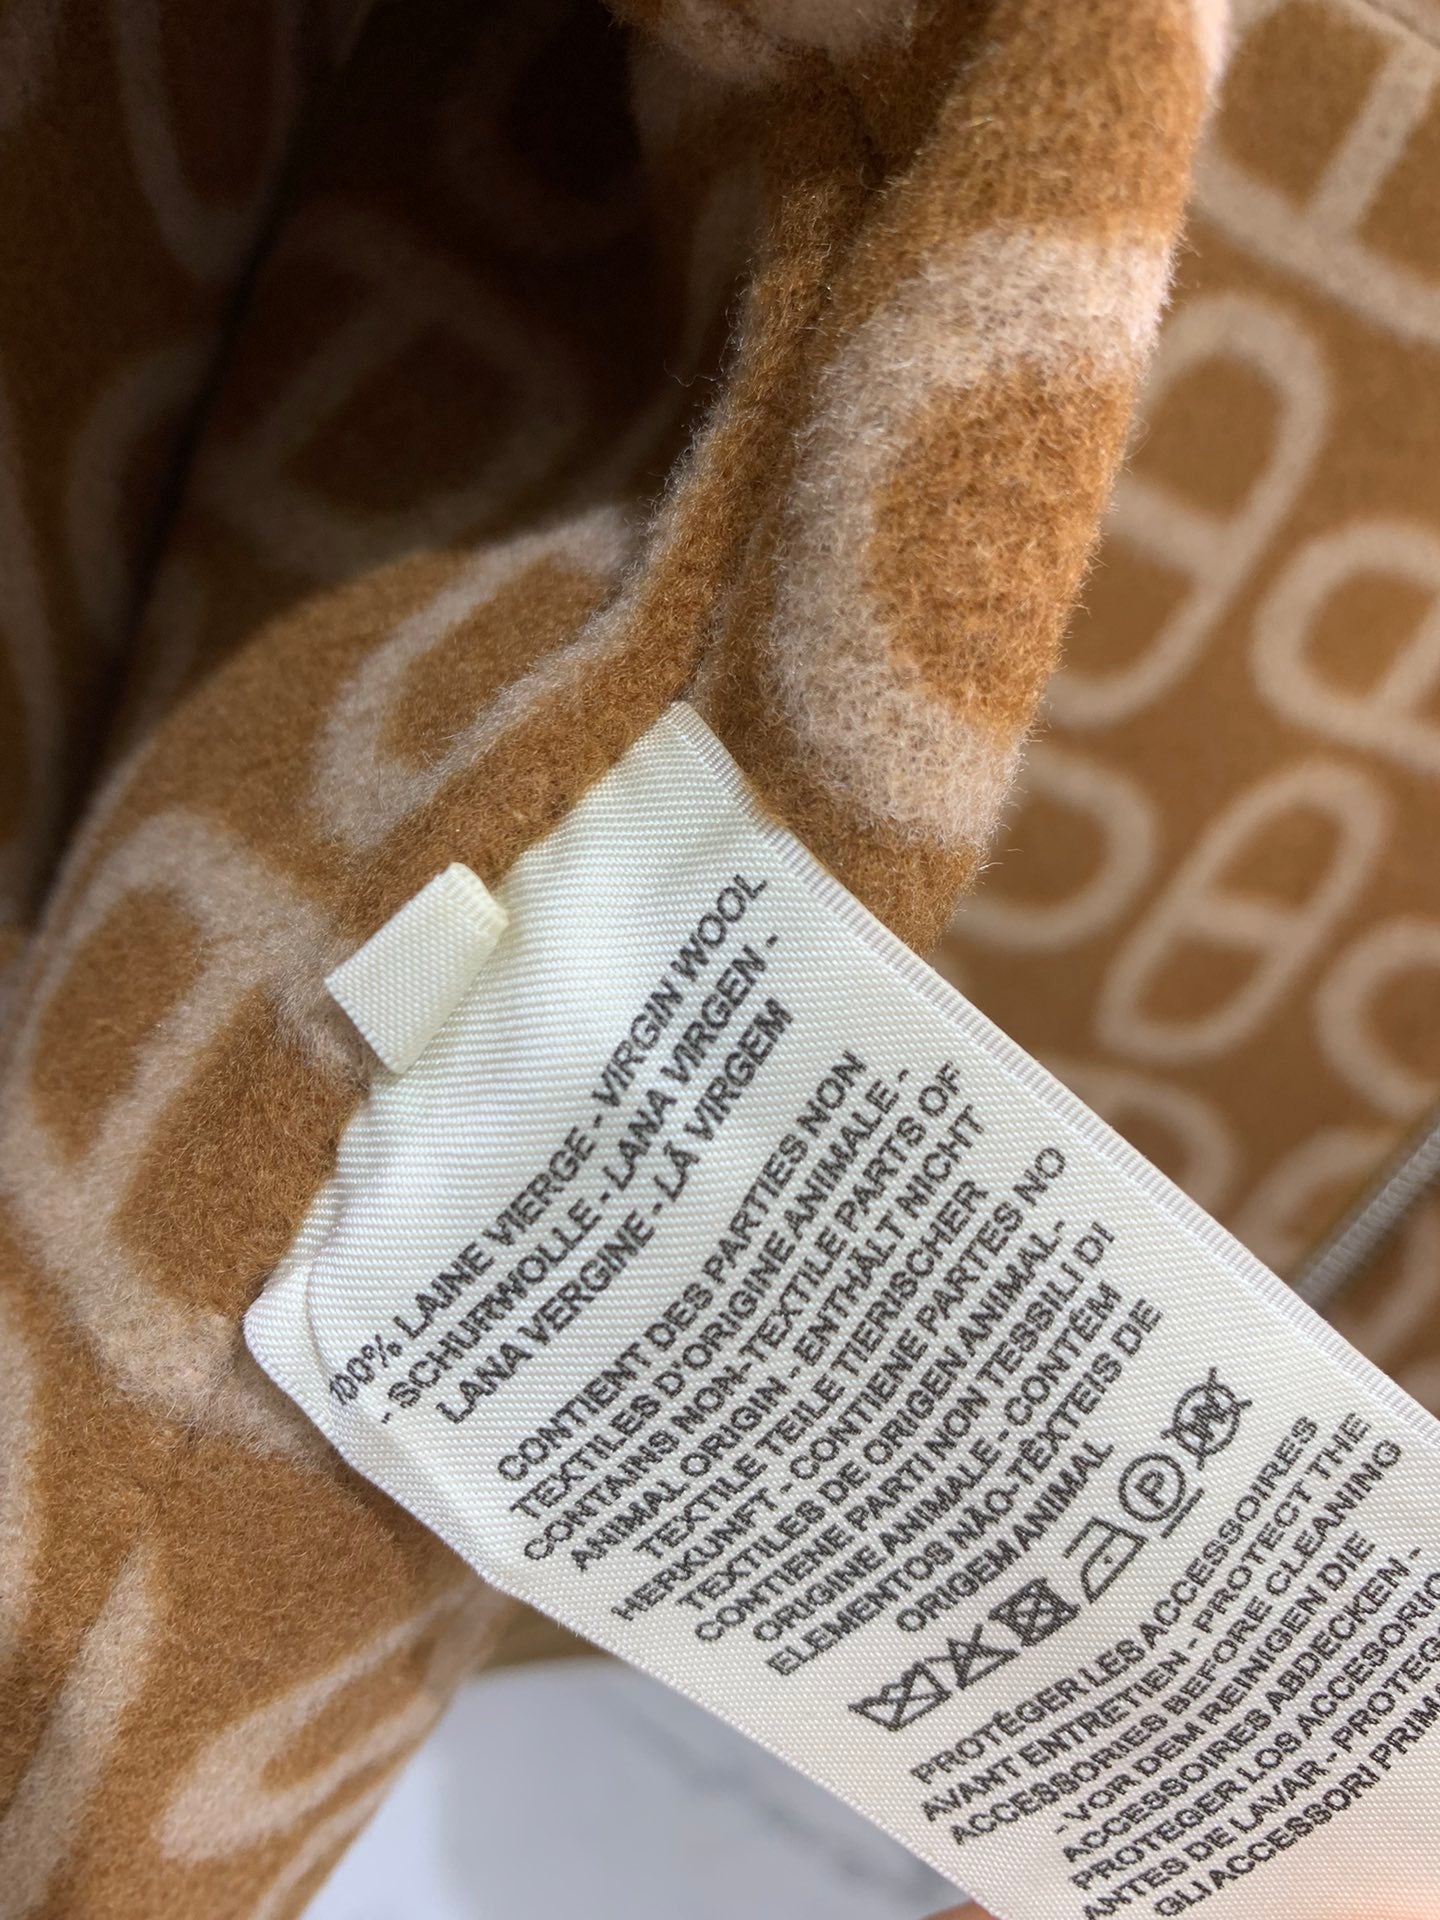 100% LAINE VIERGE - VIRGIN WOOL
- SCHURWOLLE - LANA VIRGEN -
LANA VERGINE - LÃ VIRGEM
CONTIENT DES PARTIES NON
TEXTILES D'ORIGINE ANIMALE -
CONTAINS NON-TEXTILE PARTS OF
ANIMAL ORIGIN - ENTHÄLT NICHT
TEXTILE TEILE TIERISCHER
HERKUNFT - CONTIENE PARTES NO
TEXTILES DE ORIGEN ANIMAL -
CONTIENE PARTI NON TESSILI DI
ORIGINE ANIMALE - CONTÉM
ELEMENTOS NÃO-TÊXTEIS DE
ORIGEM ANIMAL
P W
PROTÉGER LES ACCESSOIRES
AVANT ENTRETIEN - PROTECT THE
ACCESSORIES BEFORE CLEANING
- VOR DEM REINIGEN DIE
ACCESSOIRES ABDECKEN -
PROTEGER LOS ACCESORIO
ANTES DE LAVAR - PROTEG
GLI ACCESSORI PRIMA